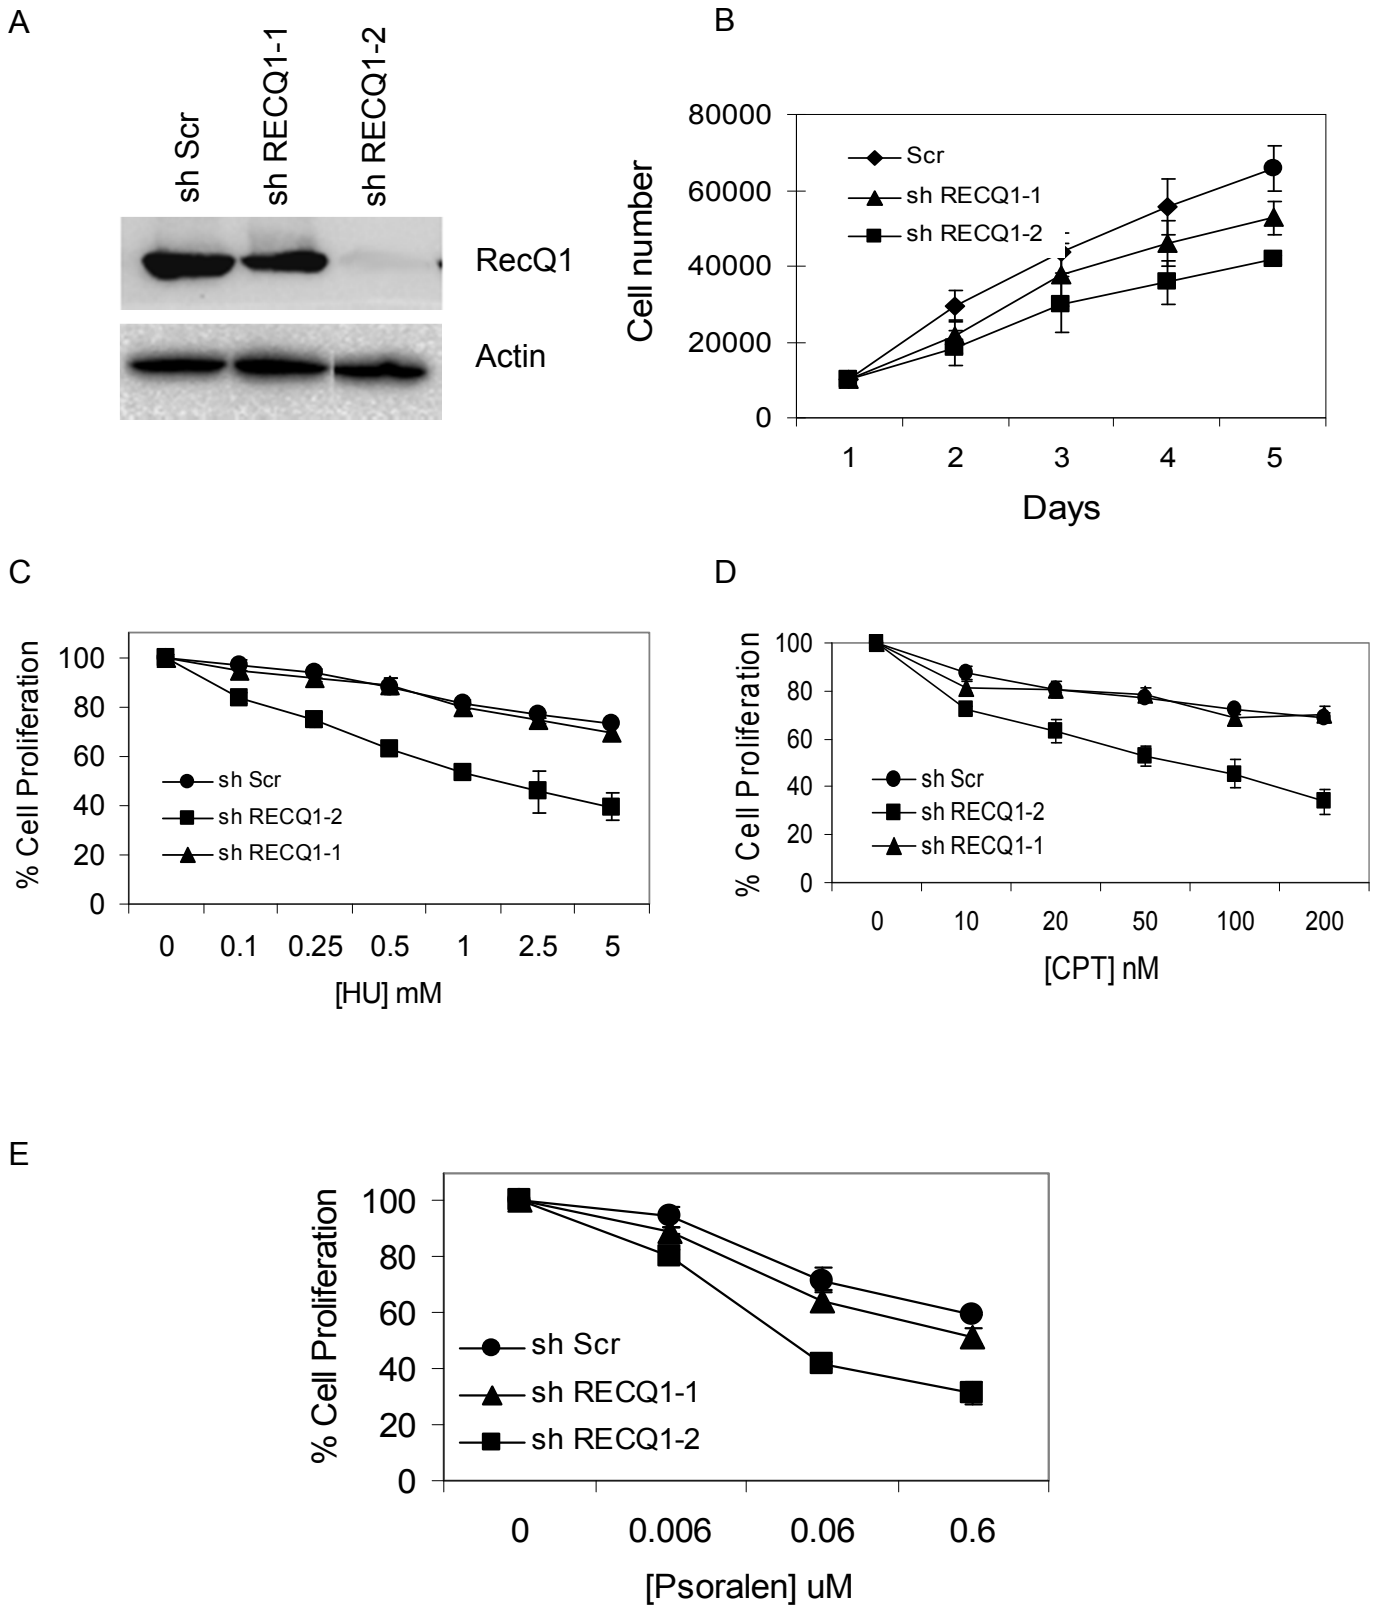 A
sh Scr
sh RECQ1-1
sh RECQ1-2
RecQ1
Actin
B
Cell number
80000
60000
40000
20000
0
Scr
sh RECQ1-1
sh RECQ1-2
1 2 3 4 5
Days
C
% Cell Proliferation
100
80
60
40
20
0
sh Scr
sh RECQ1-2
sh RECQ1-1
0 0.1 0.25 0.5 1 2.5 5
[HU] mM
D
% Cell Proliferation
100
80
60
40
20
0
sh Scr
sh RECQ1-2
sh RECQ1-1
0 10 20 50 100 200
[CPT] nM
E
% Cell Proliferation
100
80
60
40
20
0
sh Scr
sh RECQ1-1
sh RECQ1-2
0 0.006 0.06 0.6
[Psoralen] uM